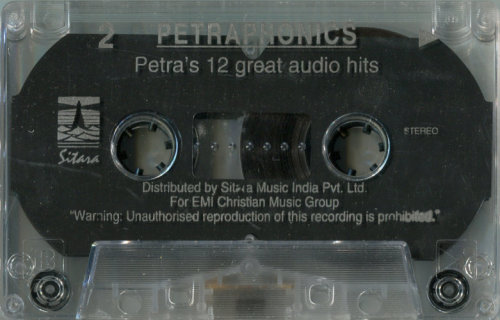 2 PETRAPHONICS
Petra's 12 great audio hits
Sitara
STEREO
Distributed by Sitara Music India Pvt. Ltd.
For EMI Christian Music Group
"Warning: Unauthorised reproduction of this recording is prohibited."